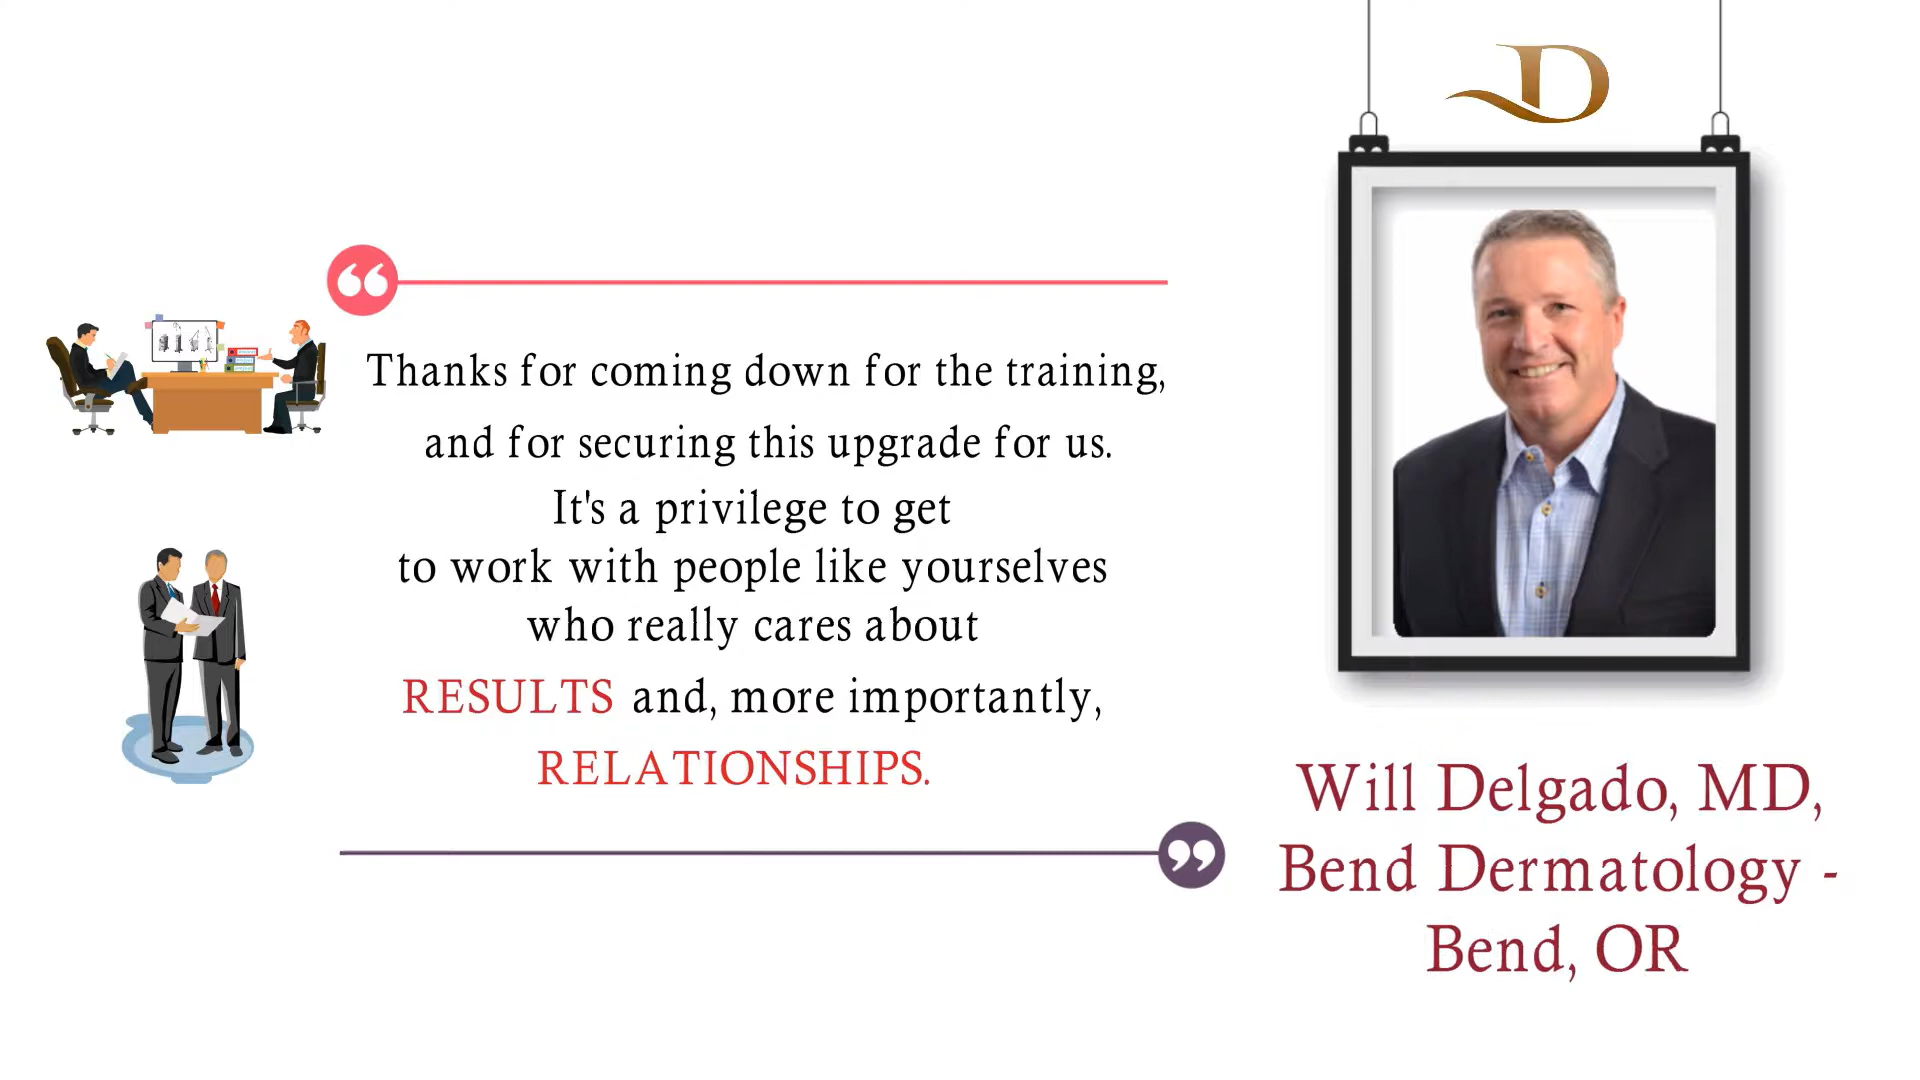 D
Thanks for coming down for the training,
and for securing this upgrade for us.
It's a privilege to get
to work with people like yourselves
who really cares about
RESULTS and, more importantly,
RELATIONSHIPS.
Will Delgado, MD,
Bend Dermatology -
Bend, OR